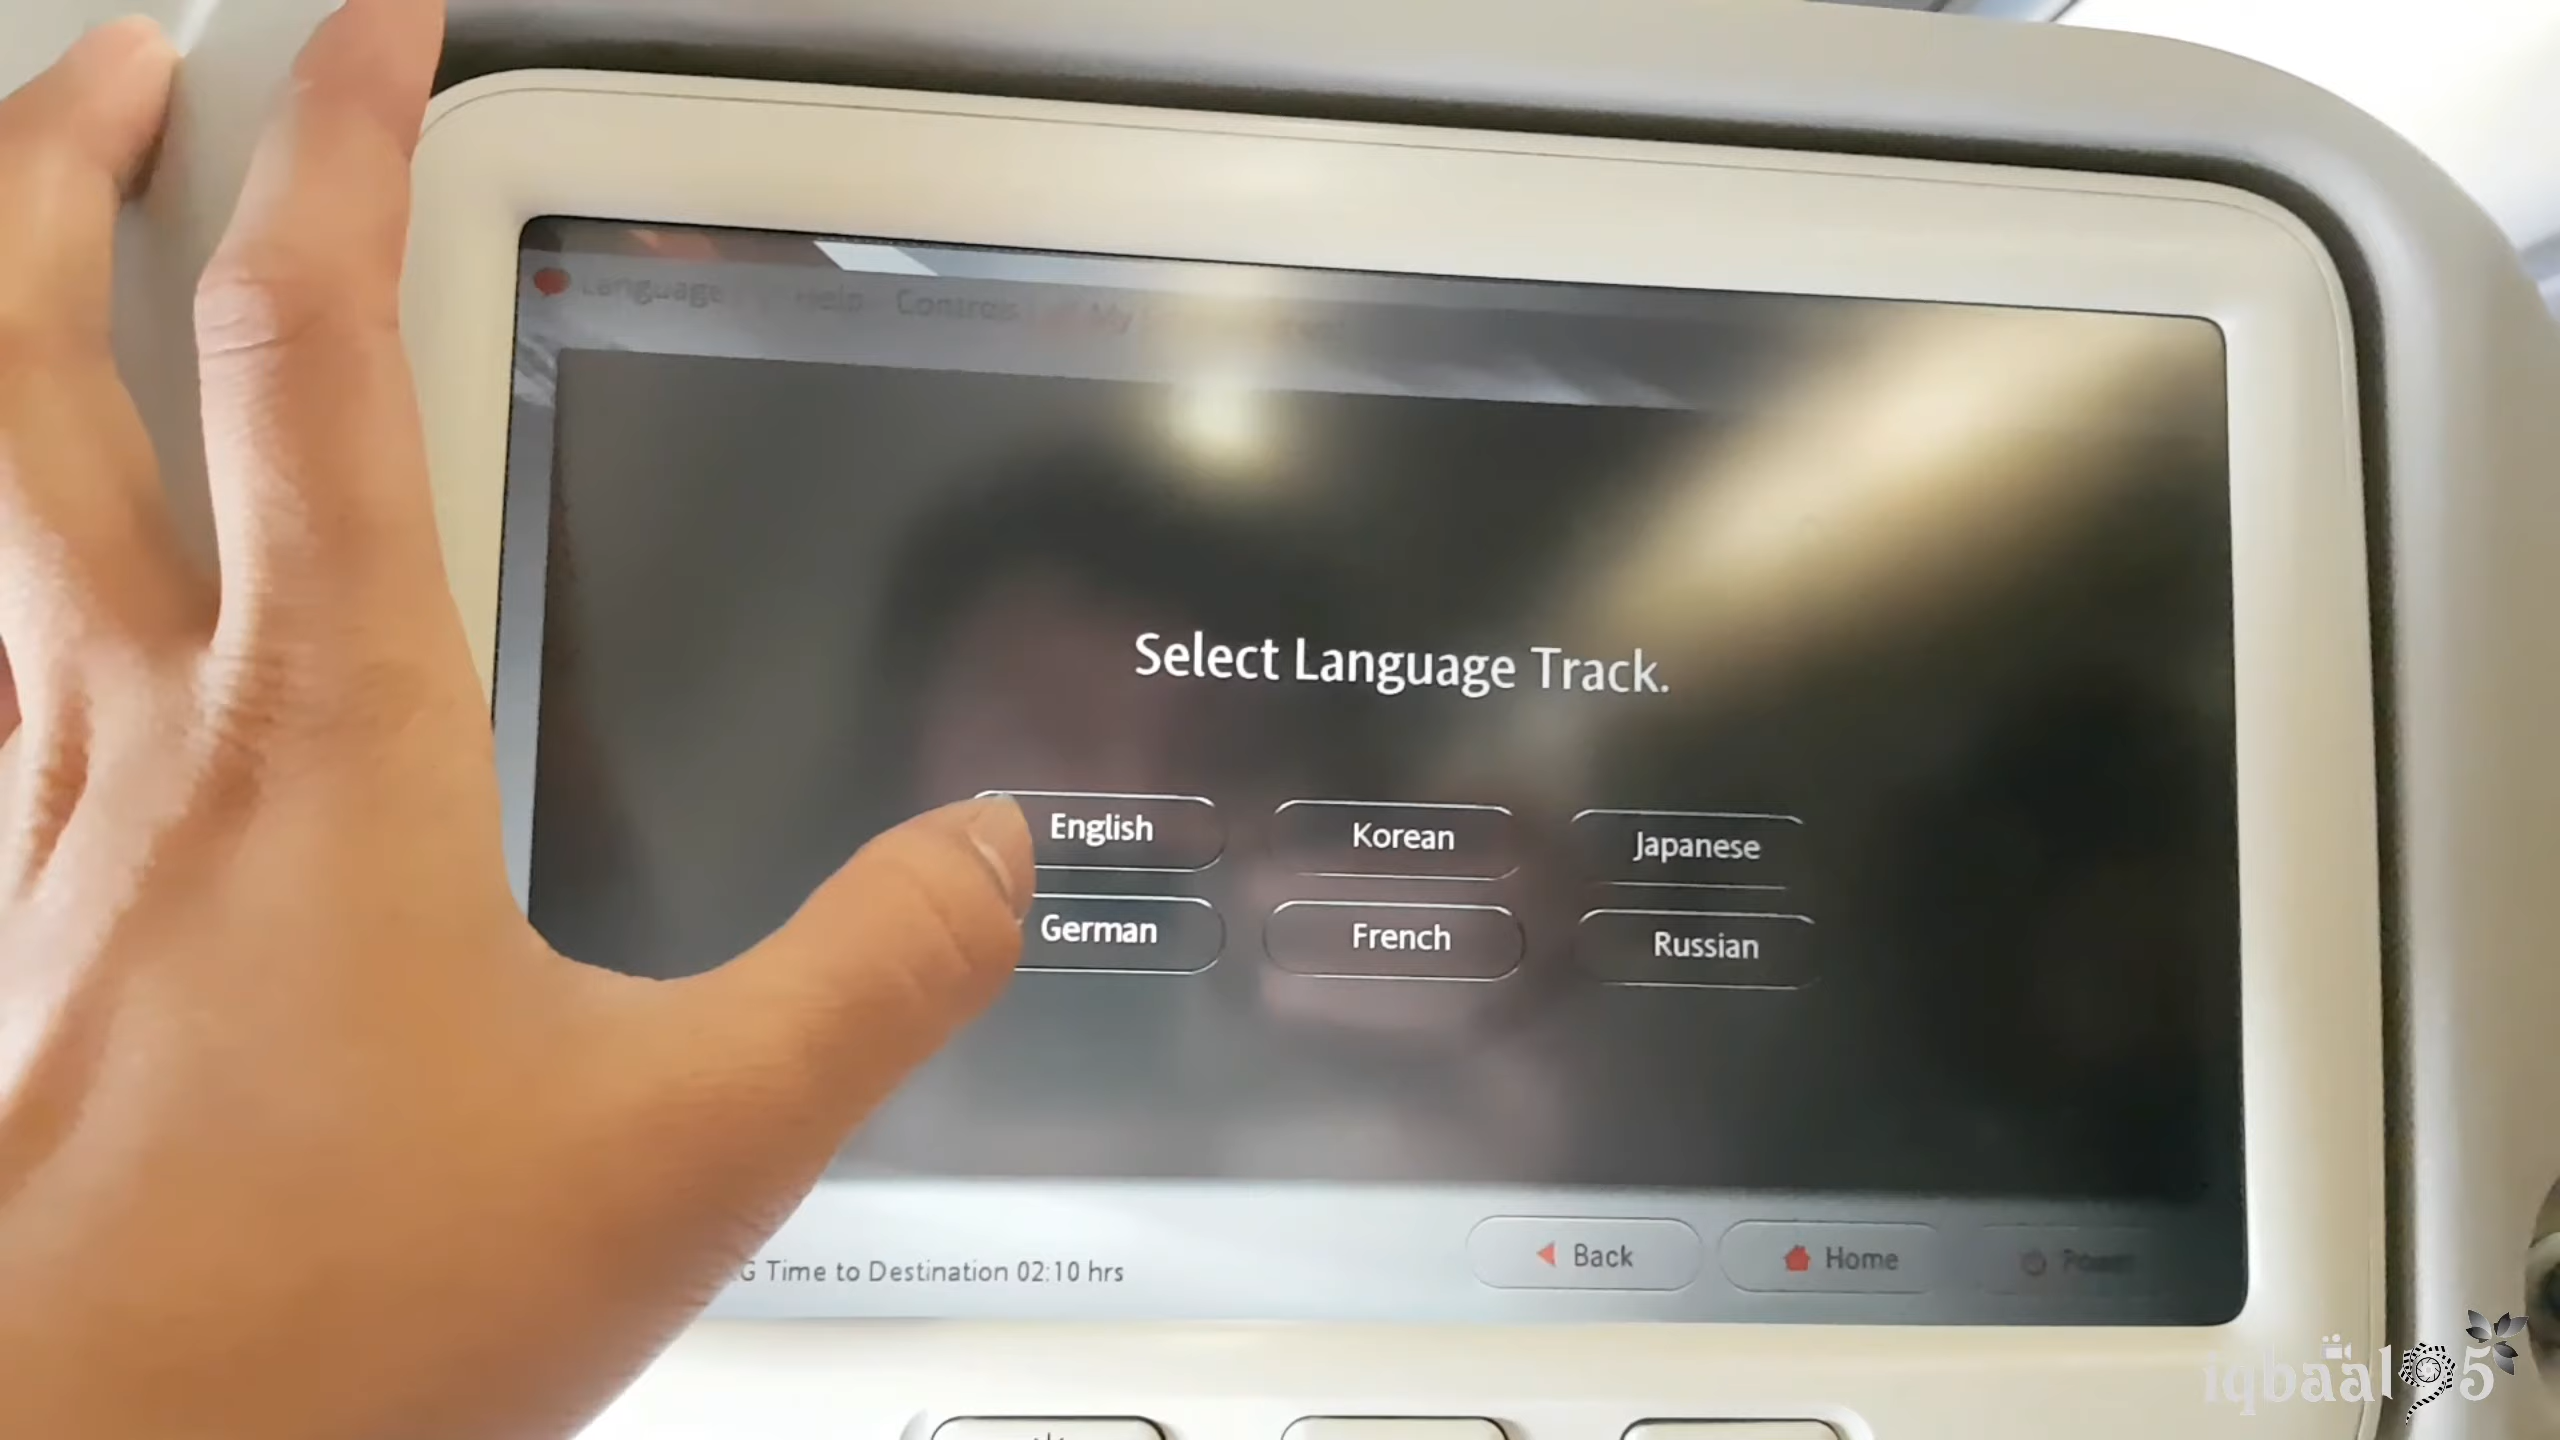 Language Help Controls My
Select Language Track.
English Korean Japanese
German French Russian
G Time to Destination 02:10 hrs
Back Home Power
iqbaal95